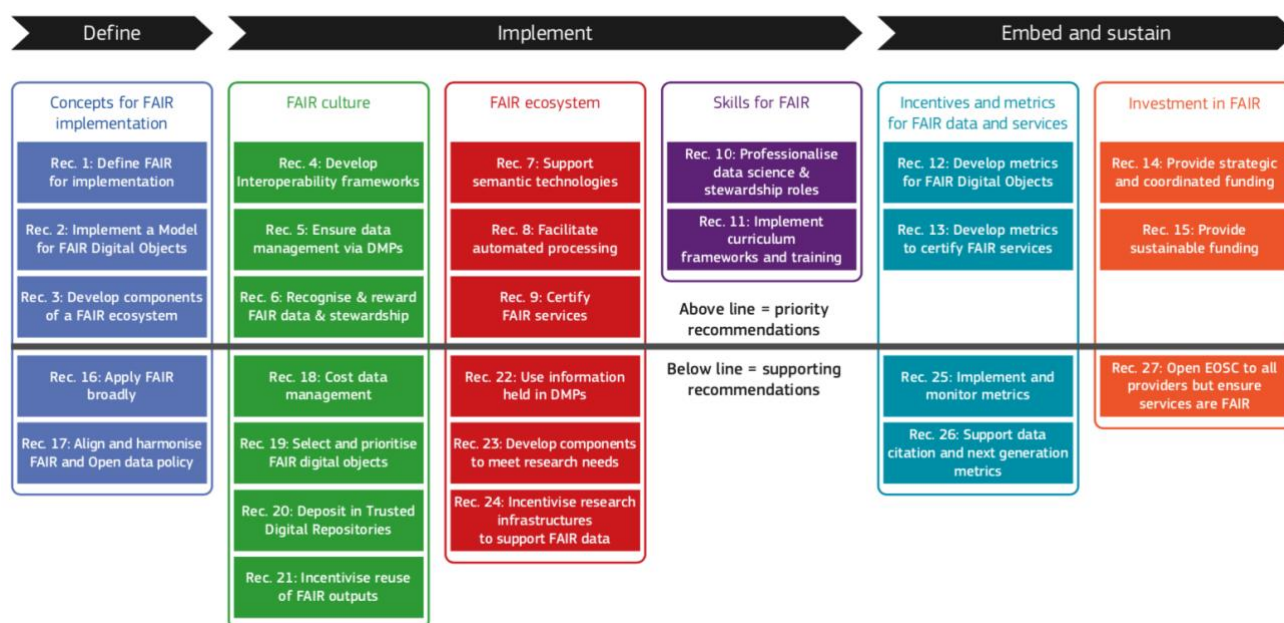 Define
Implement
Embed and sustain
Concepts for FAIR
implementation
Rec. 1: Define FAIR
for implementation
Rec. 2: Implement a Model
for FAIR Digital Objects
Rec. 3: Develop components
of a FAIR ecosystem
Rec. 16: Apply FAIR
broadly
Rec. 17: Align and harmonise
FAIR and Open data policy
FAIR culture
Rec. 4: Develop
Interoperability frameworks
Rec. 5: Ensure data
management via DMPs
Rec. 6: Recognise & reward
FAIR data & stewardship
Rec. 18: Cost data
management
Rec. 19: Select and prioritise
FAIR digital objects
Rec. 20: Deposit in Trusted
Digital Repositories
Rec. 21: Incentivise reuse
of FAIR outputs
FAIR ecosystem
Rec. 7: Support
semantic technologies
Rec. 8: Facilitate
automated processing
Rec. 9: Certify
FAIR services
Rec. 22: Use information
held in DMPs
Rec. 23: Develop components
to meet research needs
Rec. 24: Incentivise research
infrastructures
to support FAIR data
Skills for FAIR
Rec. 10: Professionalise
data science &
stewardship roles
Rec. 11: Implement
curriculum
frameworks and training
Above line = priority
recommendations
Below line = supporting
recommendations
Incentives and metrics
for FAIR data and services
Rec. 12: Develop metrics
for FAIR Digital Objects
Rec. 13: Develop metrics
to certify FAIR services
Rec. 25: Implement and
monitor metrics
Rec. 26: Support data
citation and next generation
metrics
Investment in FAIR
Rec. 14: Provide strategic
and coordinated funding
Rec. 15: Provide
sustainable funding
Rec. 27: Open EOSC to all
providers but ensure
services are FAIR